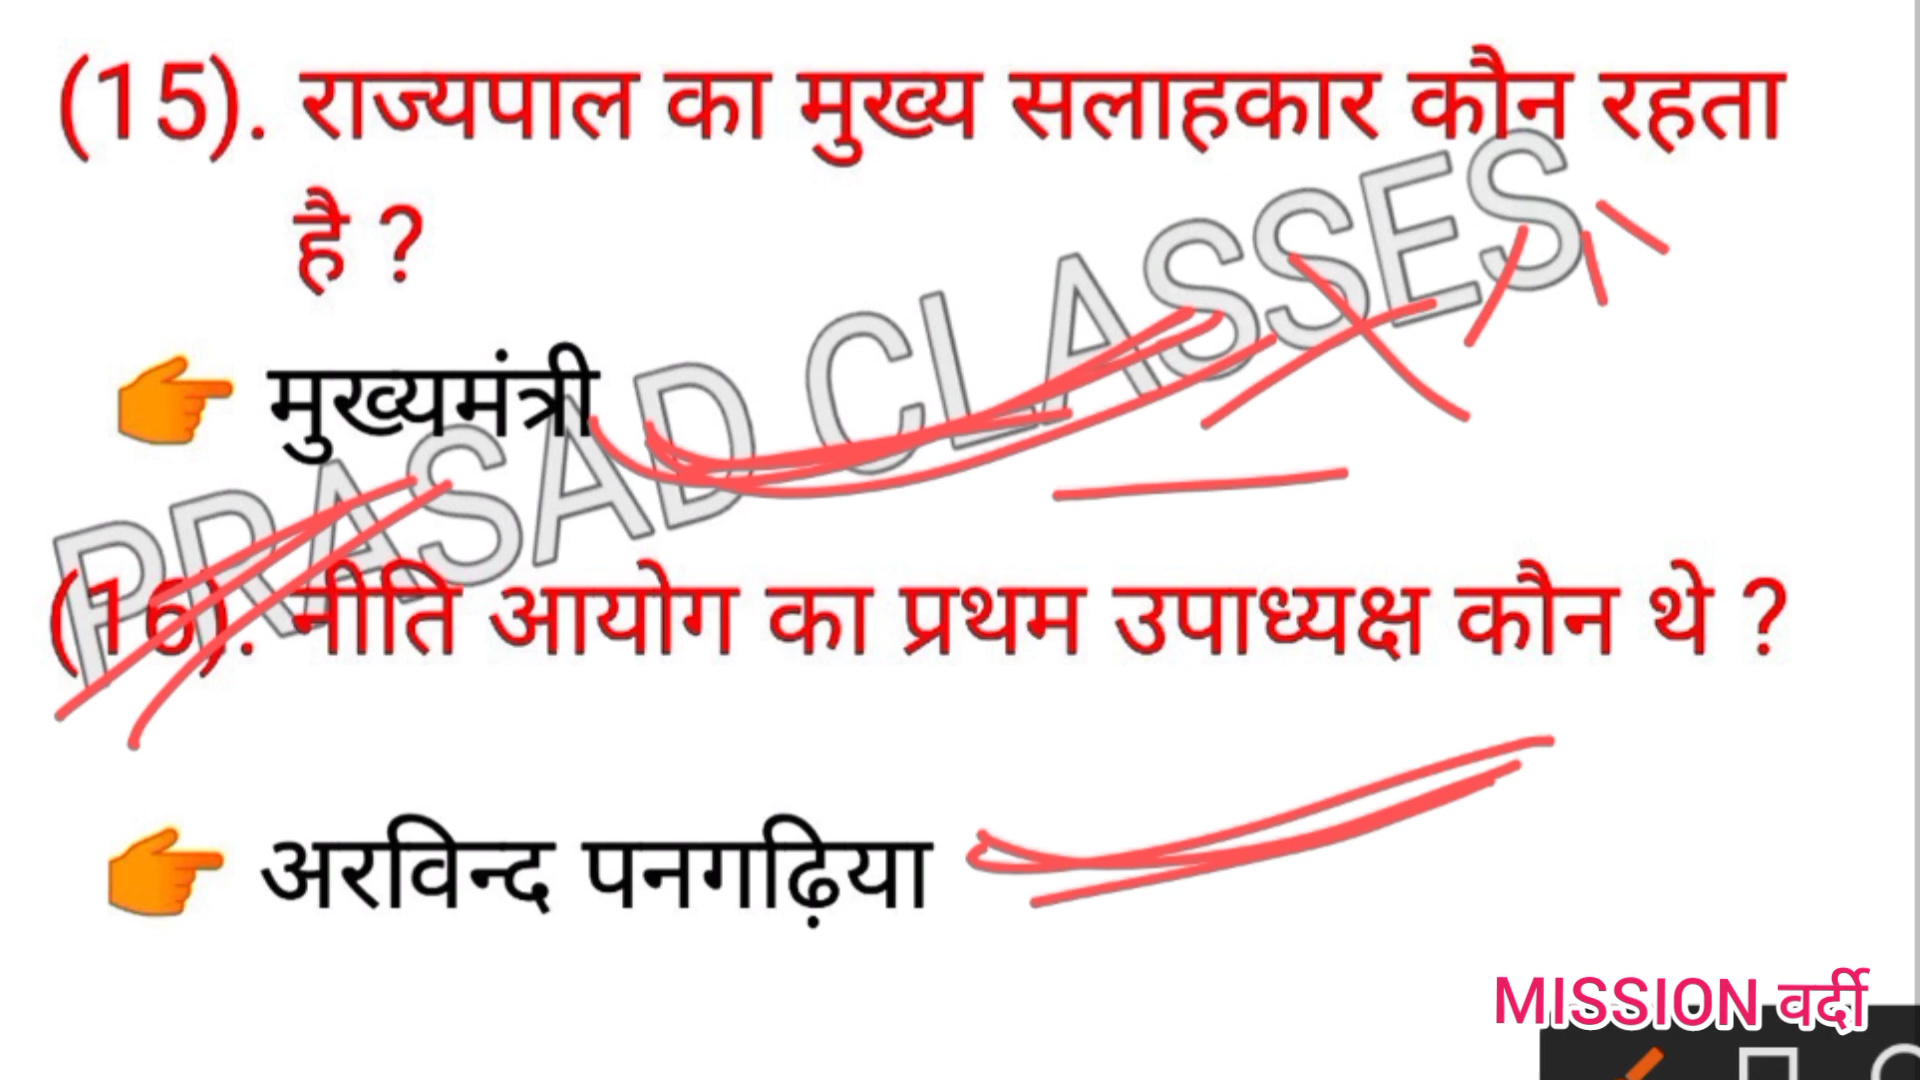 (15). राज्यपाल का मुख्य सलाहकार कौन रहता
है ?
👉 मुख्यमंत्री
PRASAD CLASSES
(16). नीति आयोग का प्रथम उपाध्यक्ष कौन थे ?
👉 अरविन्द पनगढ़िया
MISSION वर्दी